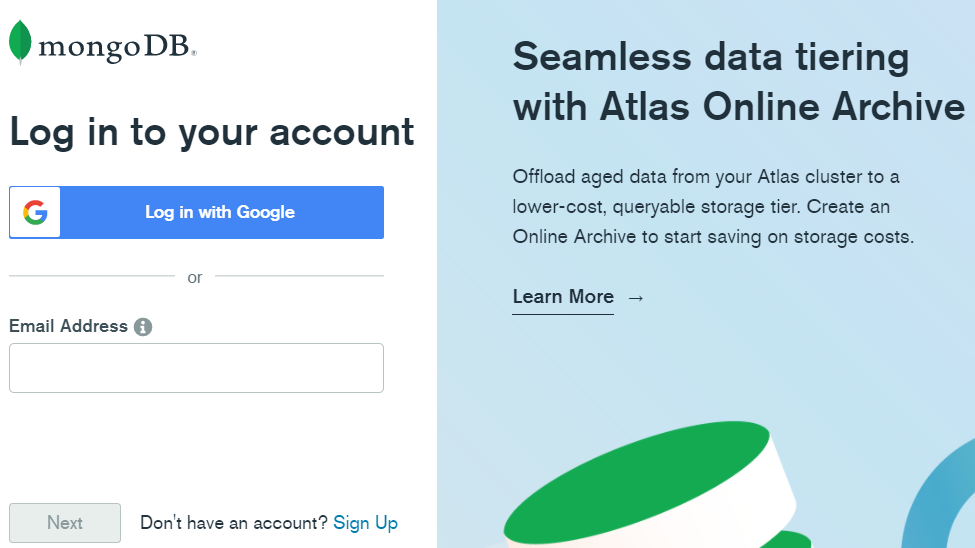 mongoDB®
Log in to your account
Log in with Google
or
Email Address
Next
Don't have an account? Sign Up
Seamless data tiering
with Atlas Online Archive
Offload aged data from your Atlas cluster to a
lower-cost, queryable storage tier. Create an
Online Archive to start saving on storage costs.
Learn More →